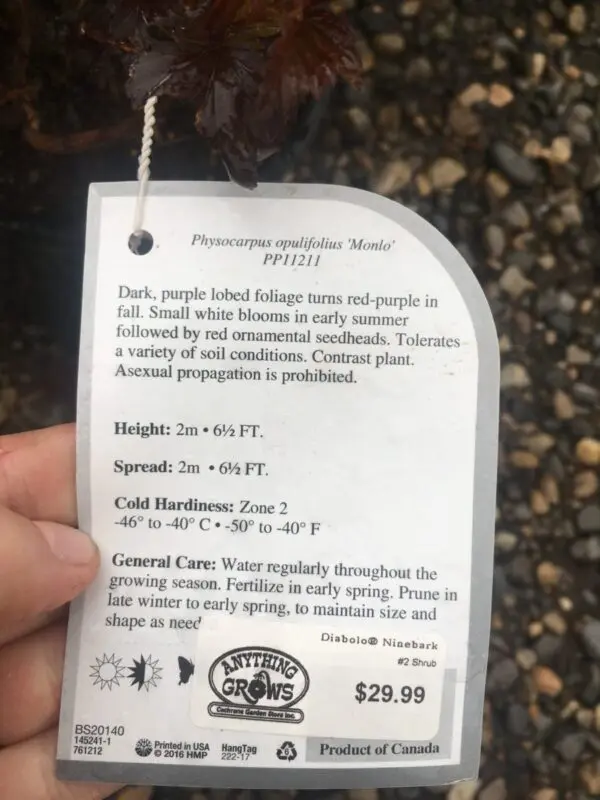 Physocarpus opulifolius 'Monlo'
PP11211
Dark, purple lobed foliage turns red-purple in
fall. Small white blooms in early summer
followed by red ornamental seedheads. Tolerates
a variety of soil conditions. Contrast plant.
Asexual propagation is prohibited.
Height: 2m • 6½ FT.
Spread: 2m • 6½ FT.
Cold Hardiness: Zone 2
-46° to -40° C • -50° to -40° F
General Care: Water regularly throughout the
growing season. Fertilize in early spring. Prune in
late winter to early spring, to maintain size and
shape as need
Diabolo® Ninebark
#2 Shrub
$29.99
ANYTHING
GROWS
Cochrane Garden Store Inc.
BS20140
145241-1
761212
Printed in USA
© 2016 HMP
HangTag
222-17
6
Product of Canada